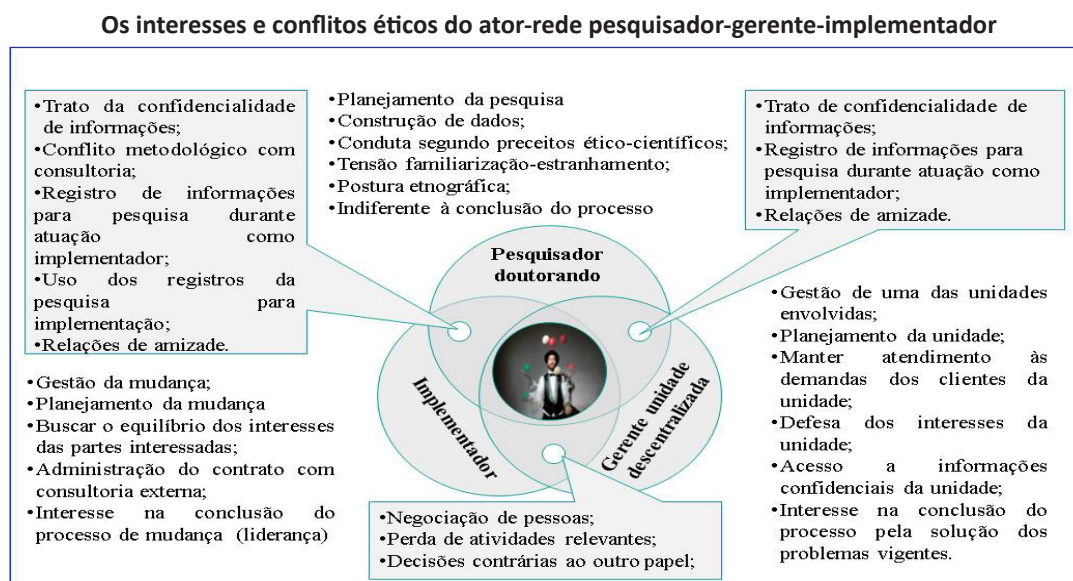 Os interesses e conflitos éticos do ator-rede pesquisador-gerente-implementador
•Trato da confidencialidade
de informações;
•Conflito metodológico com
consultoria;
•Registro de informações
para pesquisa durante
atuação como
implementador;
•Uso dos registros da
pesquisa para
implementação;
•Relações de amizade.
•Planejamento da pesquisa
•Construção de dados;
•Conduta segundo preceitos ético-científicos;
•Tensão familiarização-estranhamento;
•Postura etnográfica;
•Indiferente à conclusão do processo
•Trato de confidencialidade de
informações;
•Registro de informações para
pesquisa durante atuação como
implementador;
•Relações de amizade.
Pesquisador
doutorando
Implementador
Gerente unidade
descentralizada
•Gestão da mudança;
•Planejamento da mudança
•Buscar o equilíbrio dos interesses
das partes interessadas;
•Administração do contrato com
consultoria externa;
•Interesse na conclusão do
processo de mudança (liderança)
•Negociação de pessoas;
•Perda de atividades relevantes;
•Decisões contrárias ao outro papel;
•Gestão de uma das unidades
envolvidas;
•Planejamento da unidade;
•Manter atendimento às
demandas dos clientes da
unidade;
•Defesa dos interesses da
unidade;
•Acesso a informações
confidenciais da unidade;
•Interesse na conclusão do
processo pela solução dos
problemas vigentes.